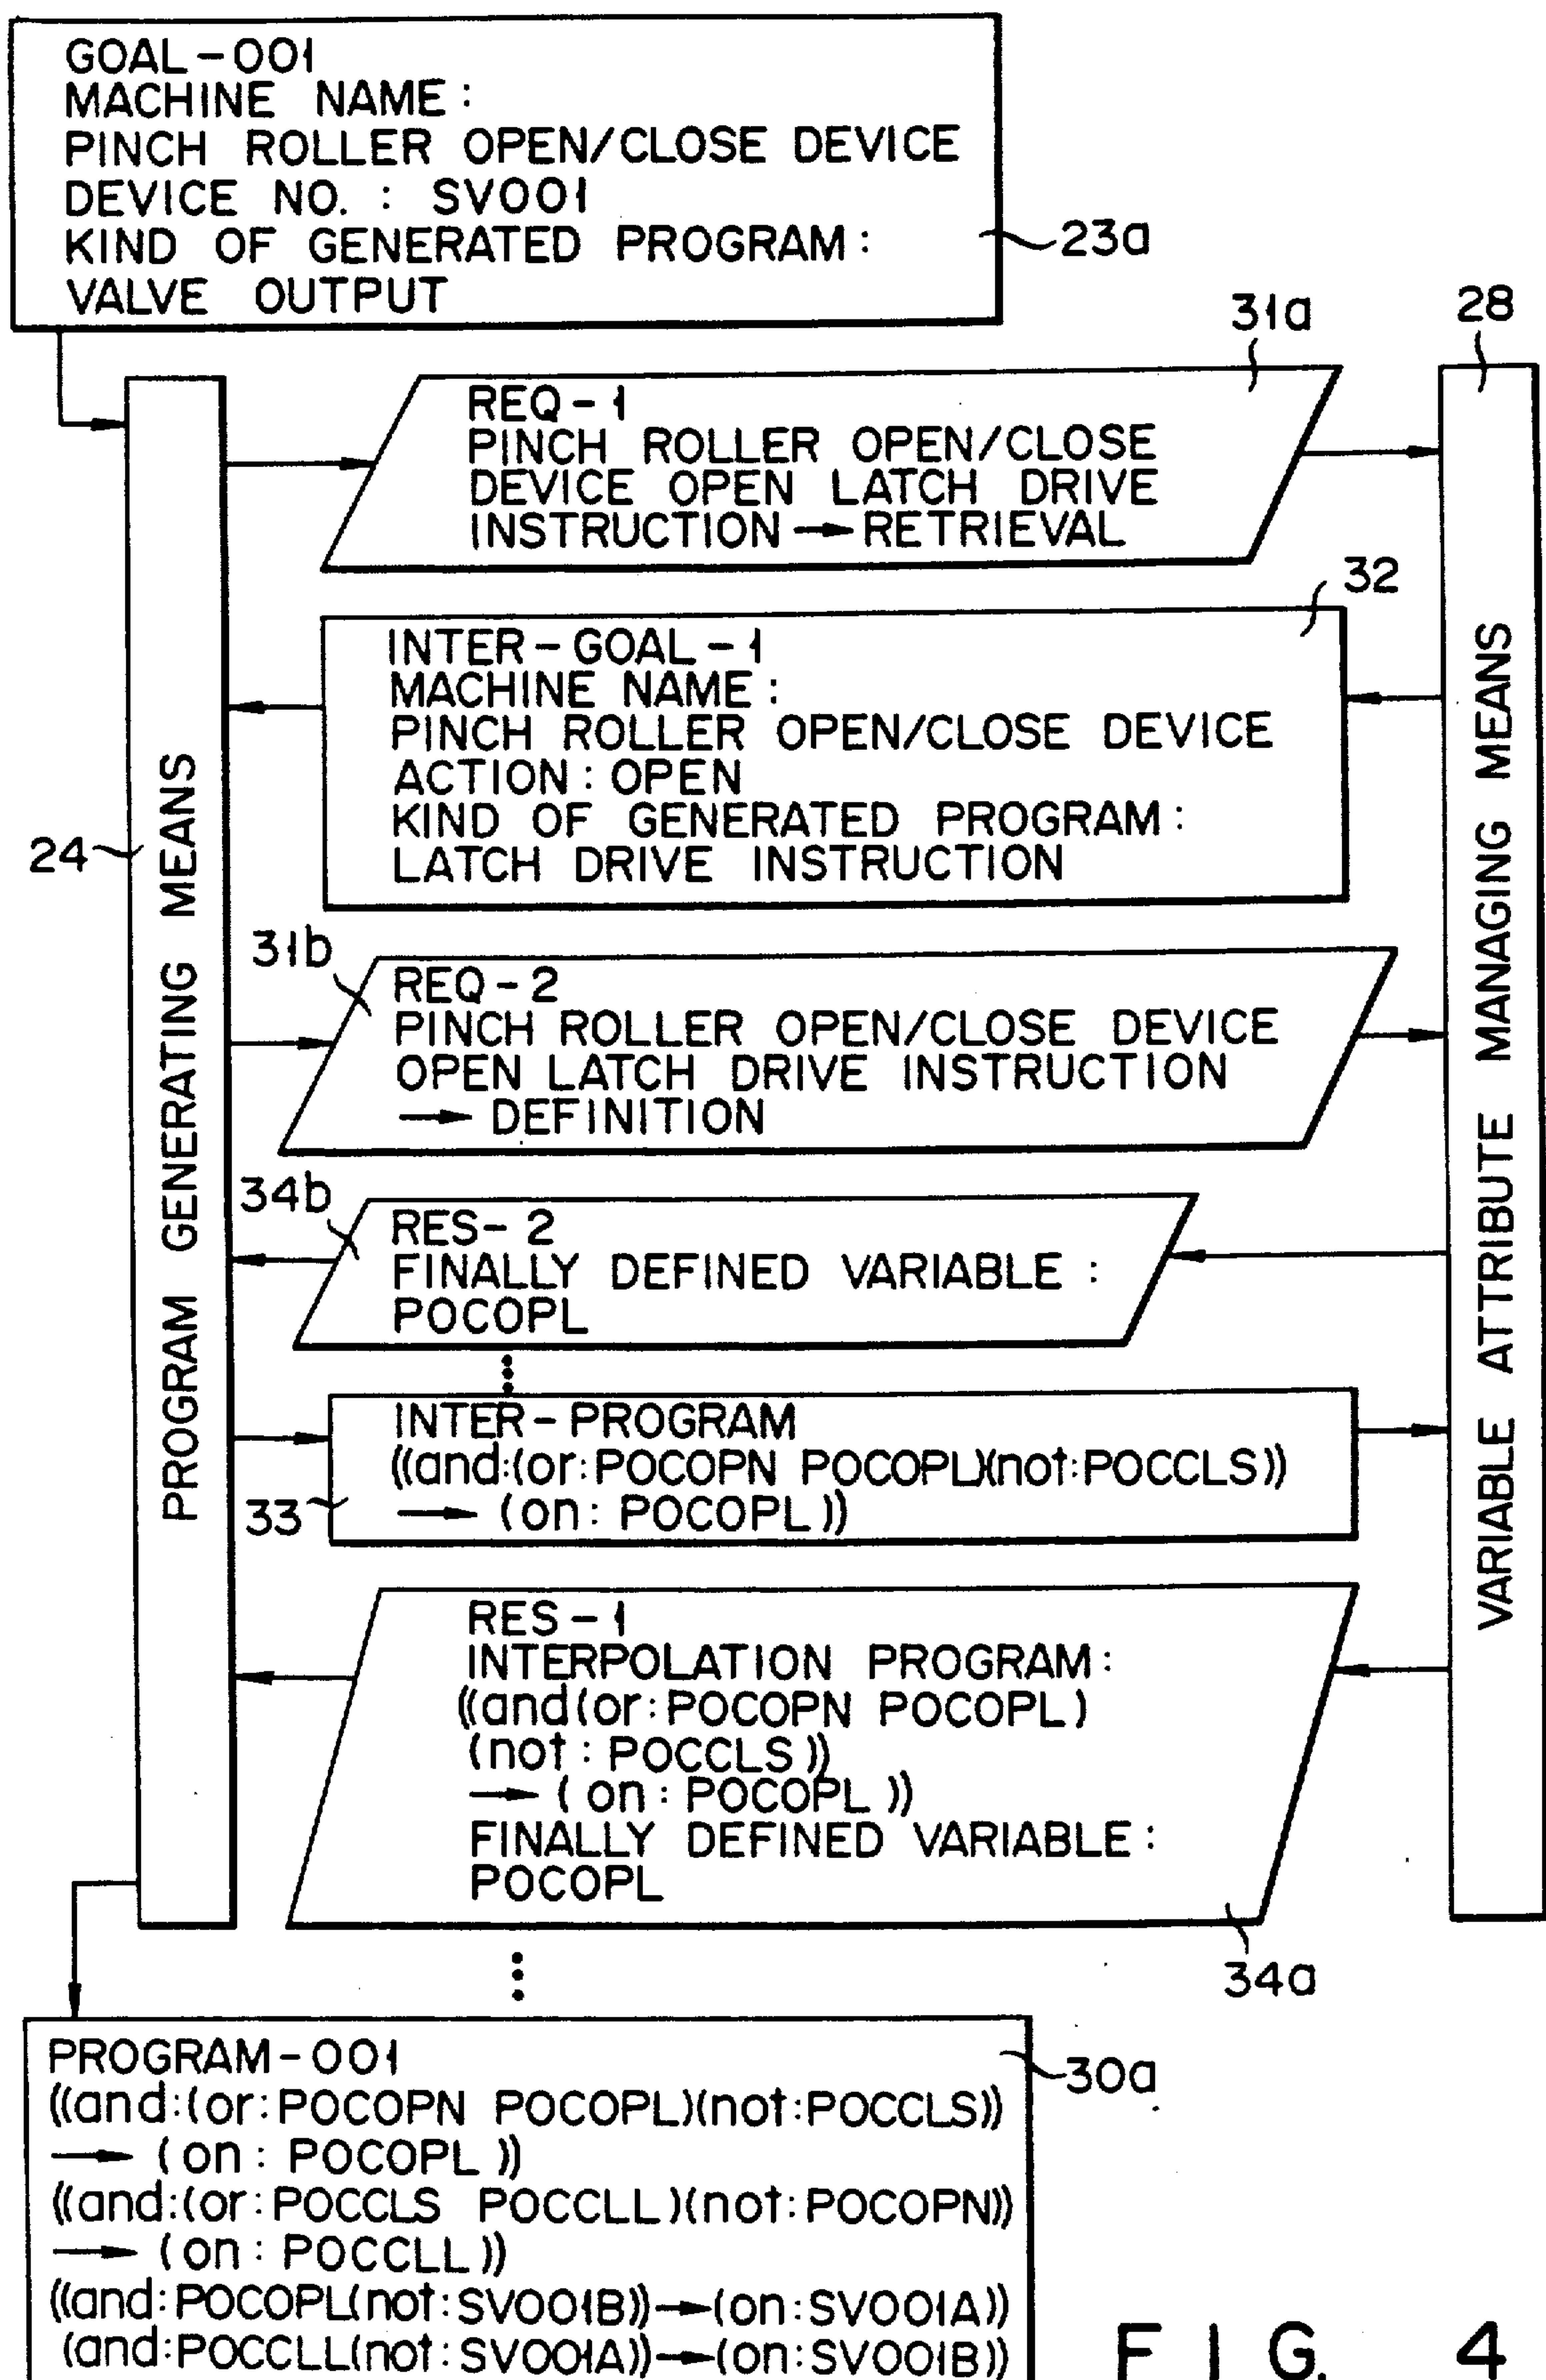 GOAL-001
MACHINE NAME:
PINCH ROLLER OPEN/CLOSE DEVICE
DEVICE NO. : SV001
KIND OF GENERATED PROGRAM:
VALVE OUTPUT
23a
31a
28
REQ-1
PINCH ROLLER OPEN/CLOSE
DEVICE OPEN LATCH DRIVE
INSTRUCTION → RETRIEVAL
32
INTER-GOAL-1
MACHINE NAME:
PINCH ROLLER OPEN/CLOSE DEVICE
ACTION: OPEN
KIND OF GENERATED PROGRAM:
LATCH DRIVE INSTRUCTION
24
PROGRAM GENERATING MEANS
VARIABLE ATTRIBUTE MANAGING MEANS
31b
REQ-2
PINCH ROLLER OPEN/CLOSE DEVICE
OPEN LATCH DRIVE INSTRUCTION
→ DEFINITION
34b
RES-2
FINALLY DEFINED VARIABLE :
POCOPL
INTER-PROGRAM
((and:(or:POCOPN POCOPL)(not:POCCLS))
→ (on: POCOPL))
33
RES-1
INTERPOLATION PROGRAM:
((and(or:POCOPN POCOPL)
(not: POCCLS))
→ (on: POCOPL))
FINALLY DEFINED VARIABLE:
POCOPL
34a
PROGRAM-001
((and:(or:POCOPN POCOPL)(not:POCCLS))
→ (on: POCOPL))
((and:(or:POCCLS POCCLL)(not:POCOPN))
→ (on: POCCLL))
((and:POCOPL(not:SV001B))→(on:SV001A))
(and:POCCLL(not:SV001A))→(on:SV001B))
30a
FIG. 4